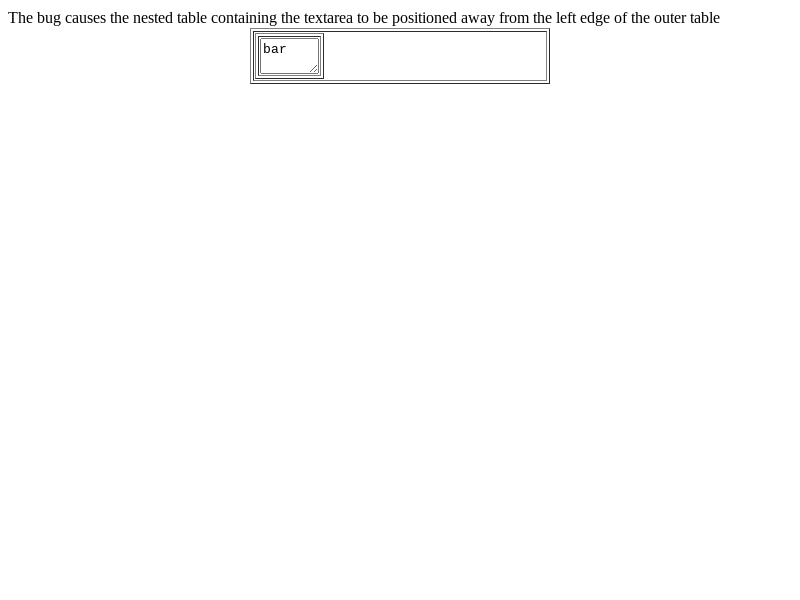 The bug causes the nested table containing the textarea to be positioned away from the left edge of the outer table
bar